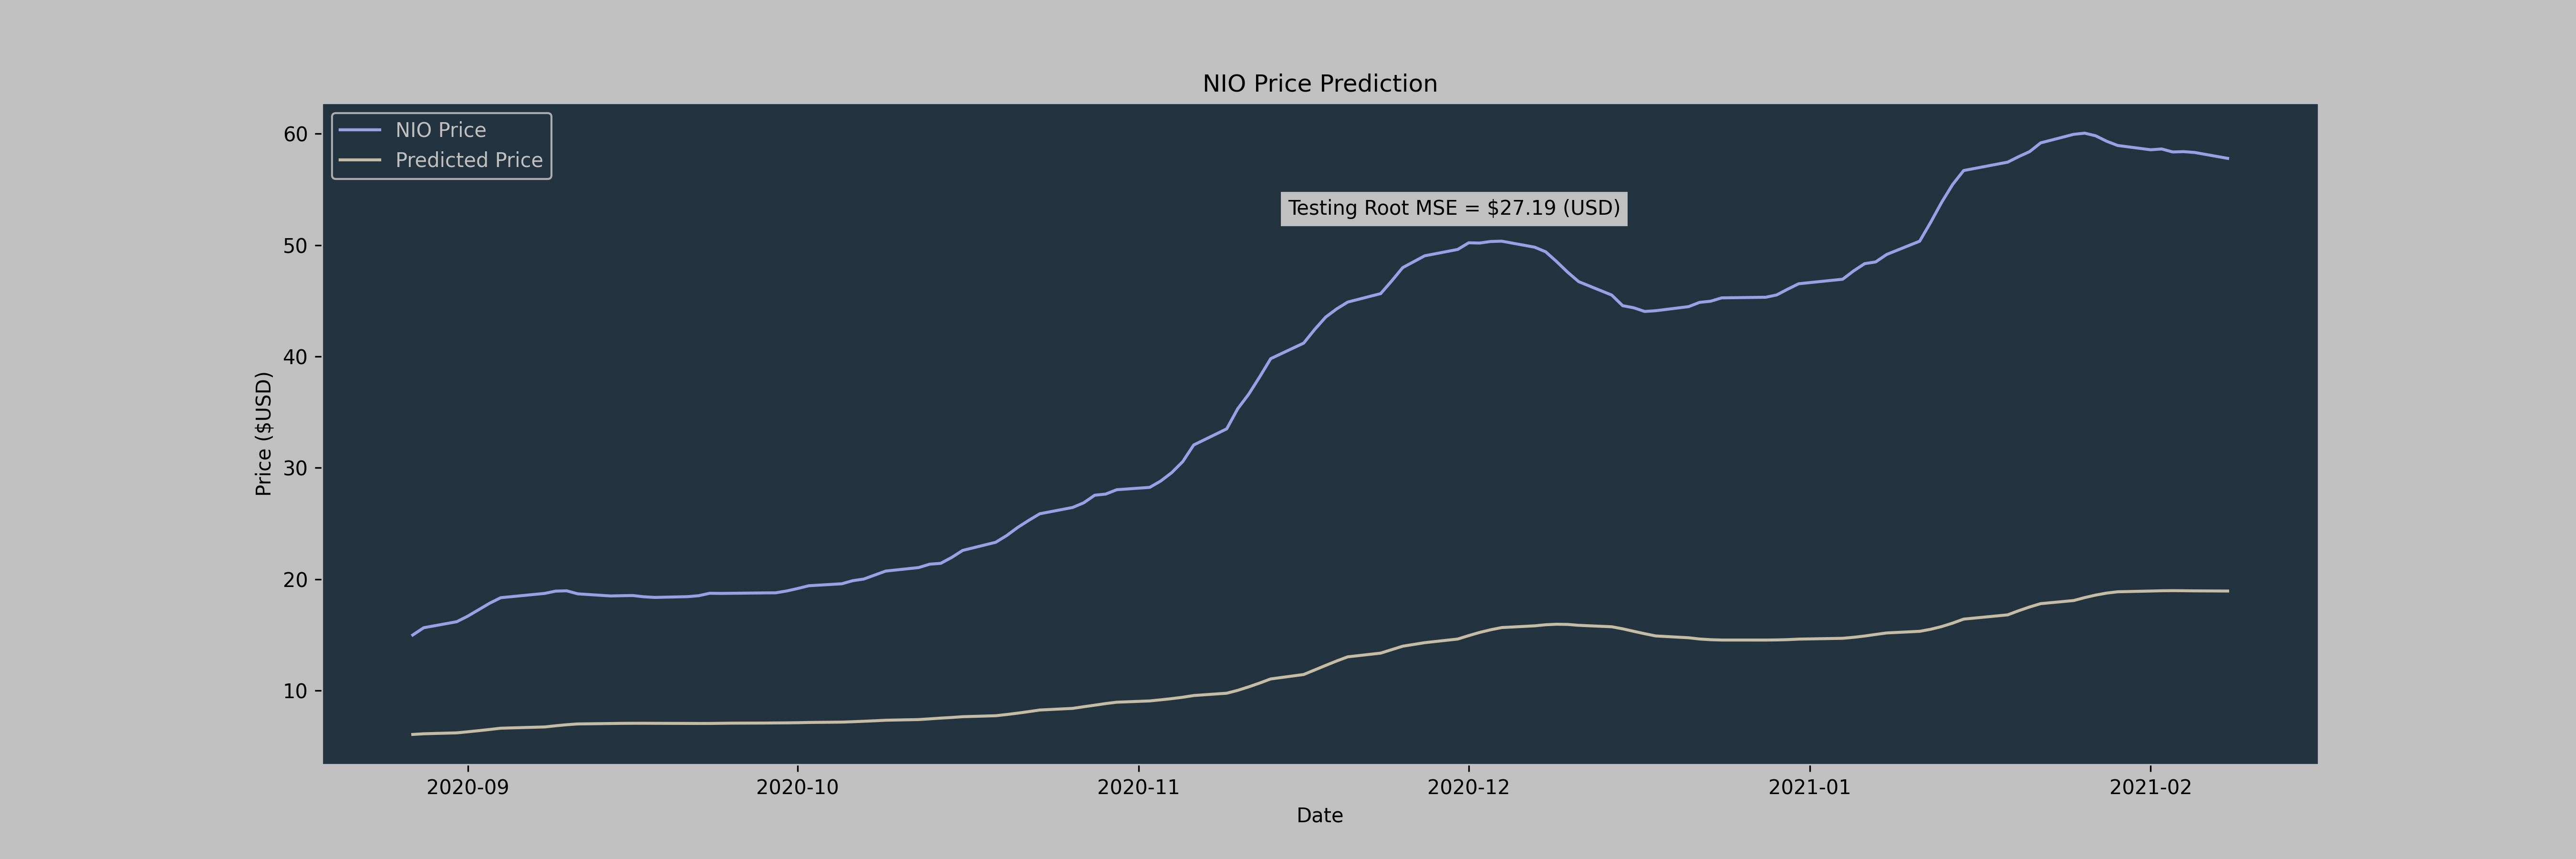 NIO Price Prediction
NIO Price
Predicted Price
Testing Root MSE = $27.19 (USD)
Price ($USD)
60
50
40
30
20
10
2020-09 2020-10 2020-11 2020-12 2021-01 2021-02
Date